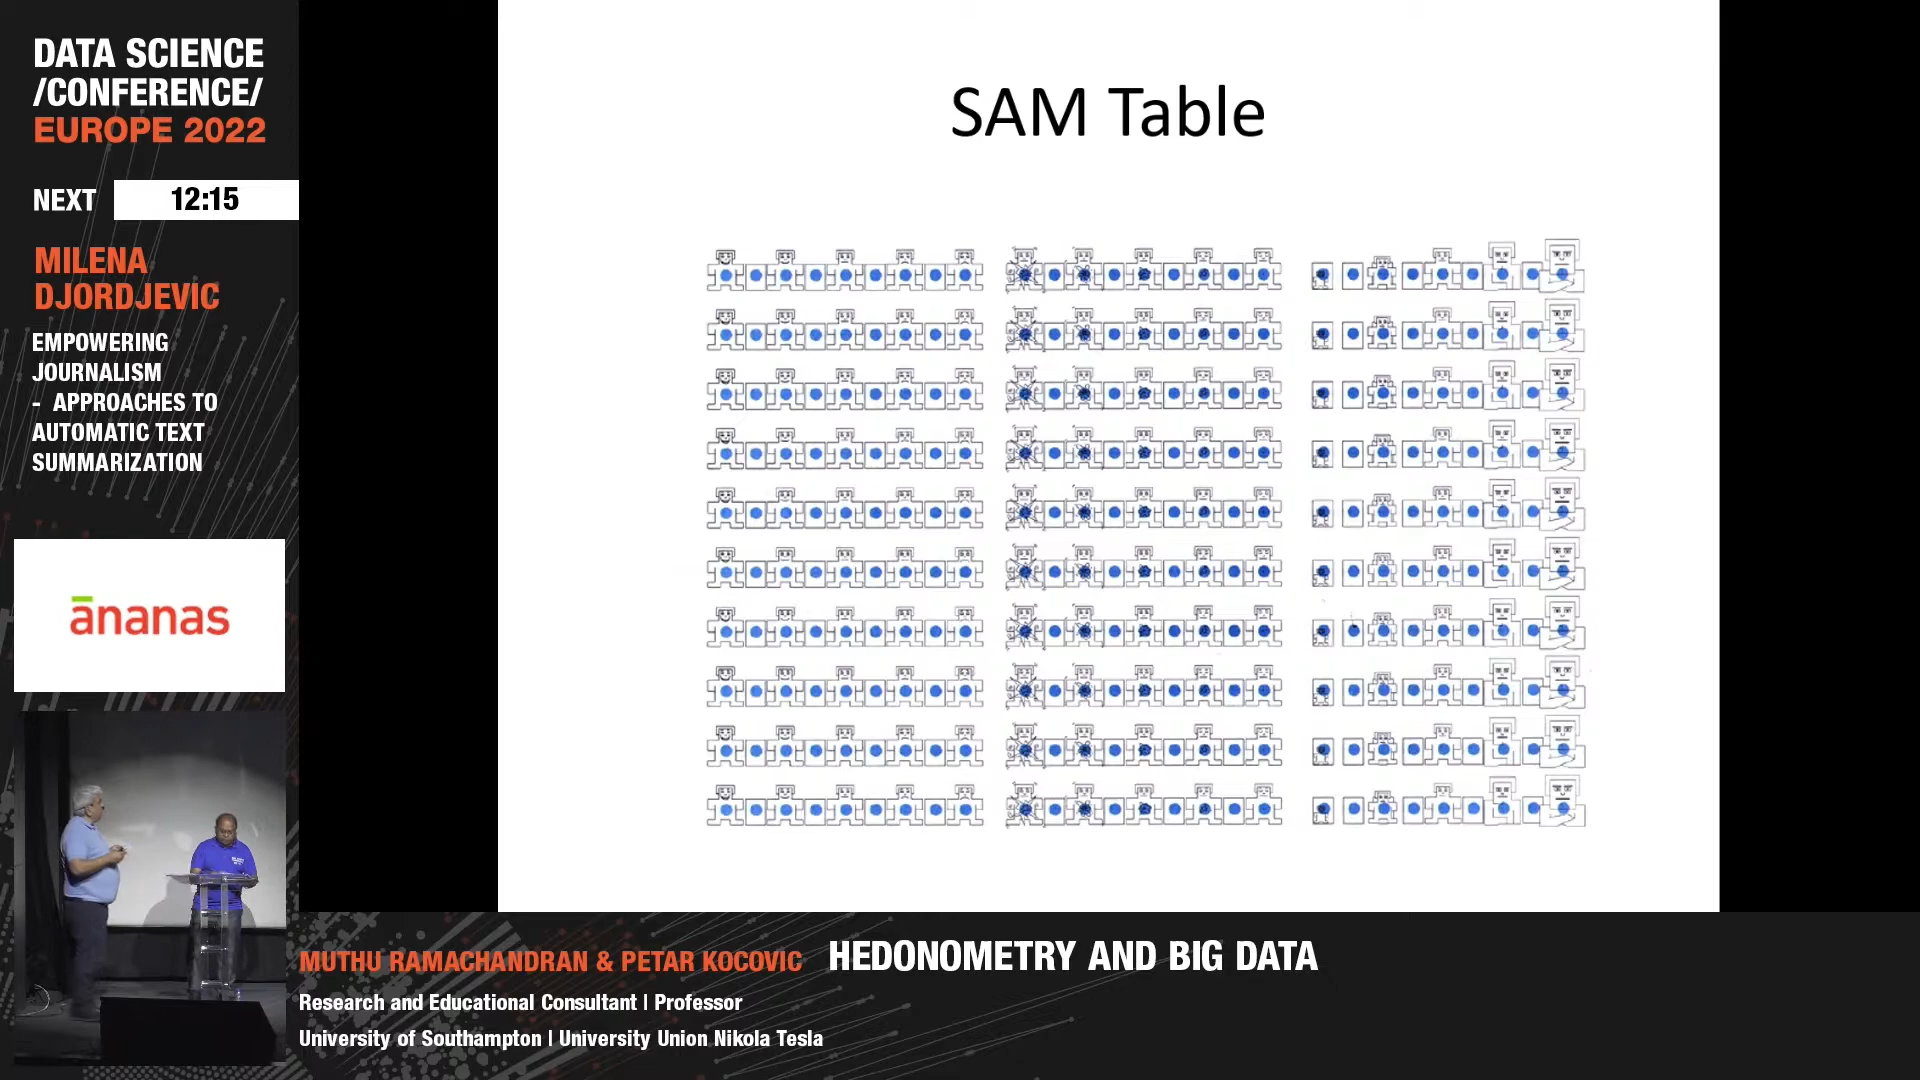 DATA SCIENCE
/CONFERENCE/
EUROPE 2022
NEXT 12:15
MILENA
DJORDJEVIC
EMPOWERING
JOURNALISM
- APPROACHES TO
AUTOMATIC TEXT
SUMMARIZATION
ānanas
SAM Table
MUTHU RAMACHANDRAN & PETAR KOCOVIC HEDONOMETRY AND BIG DATA
Research and Educational Consultant | Professor
University of Southampton | University Union Nikola Tesla